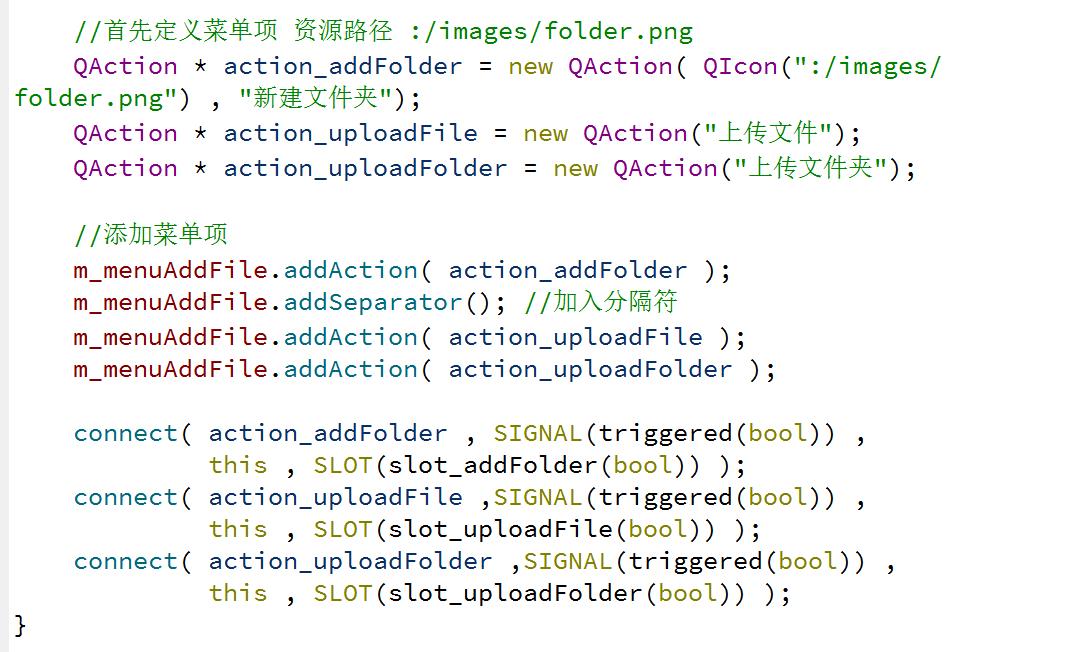 //首先定义菜单项 资源路径 :/images/folder.png
QAction * action_addFolder = new QAction( QIcon(":/images/
folder.png") , "新建文件夹");
QAction * action_uploadFile = new QAction("上传文件");
QAction * action_uploadFolder = new QAction("上传文件夹");
//添加菜单项
m_menuAddFile.addAction( action_addFolder );
m_menuAddFile.addSeparator(); //加入分隔符
m_menuAddFile.addAction( action_uploadFile );
m_menuAddFile.addAction( action_uploadFolder );
connect( action_addFolder , SIGNAL(triggered(bool)) ,
this , SLOT(slot_addFolder(bool)) );
connect( action_uploadFile ,SIGNAL(triggered(bool)) ,
this , SLOT(slot_uploadFile(bool)) );
connect( action_uploadFolder ,SIGNAL(triggered(bool)) ,
this , SLOT(slot_uploadFolder(bool)) );
}